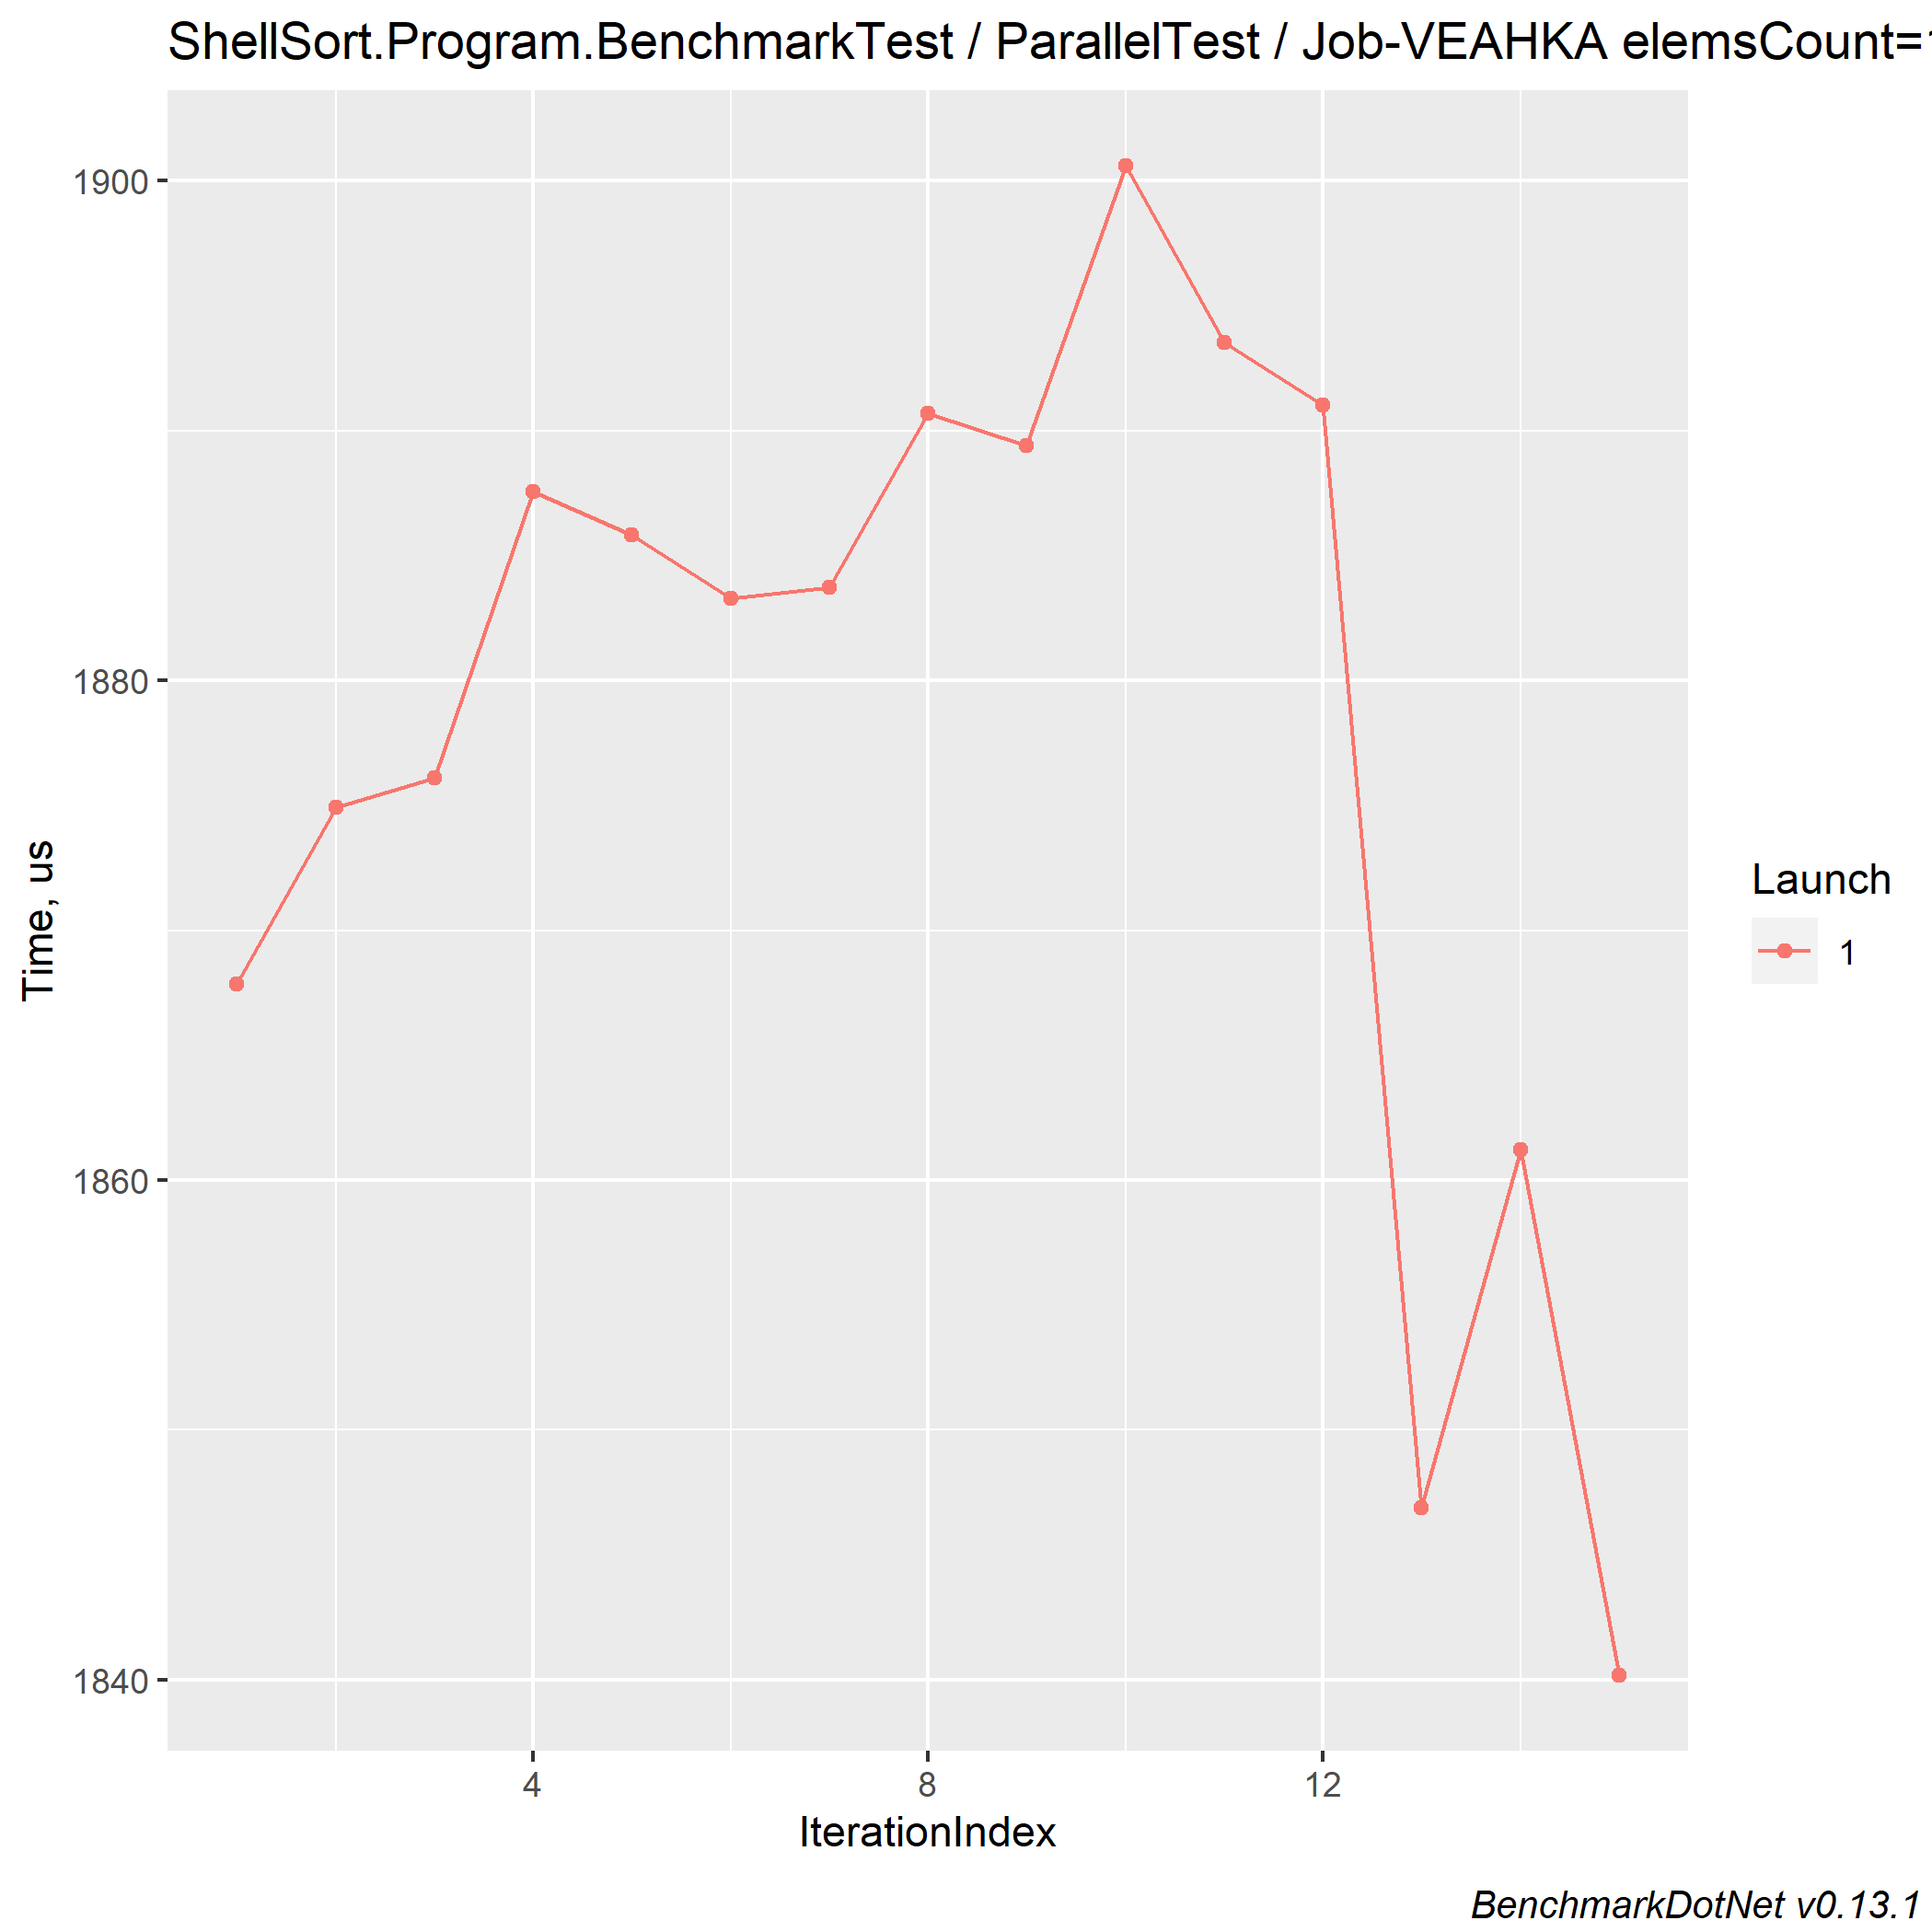 ShellSort.Program.BenchmarkTest / ParallelTest / Job-VEAHKA elemsCount=
1900
1880
1860
1840
Time, us
4 8 12
IterationIndex
Launch
1
BenchmarkDotNet v0.13.1